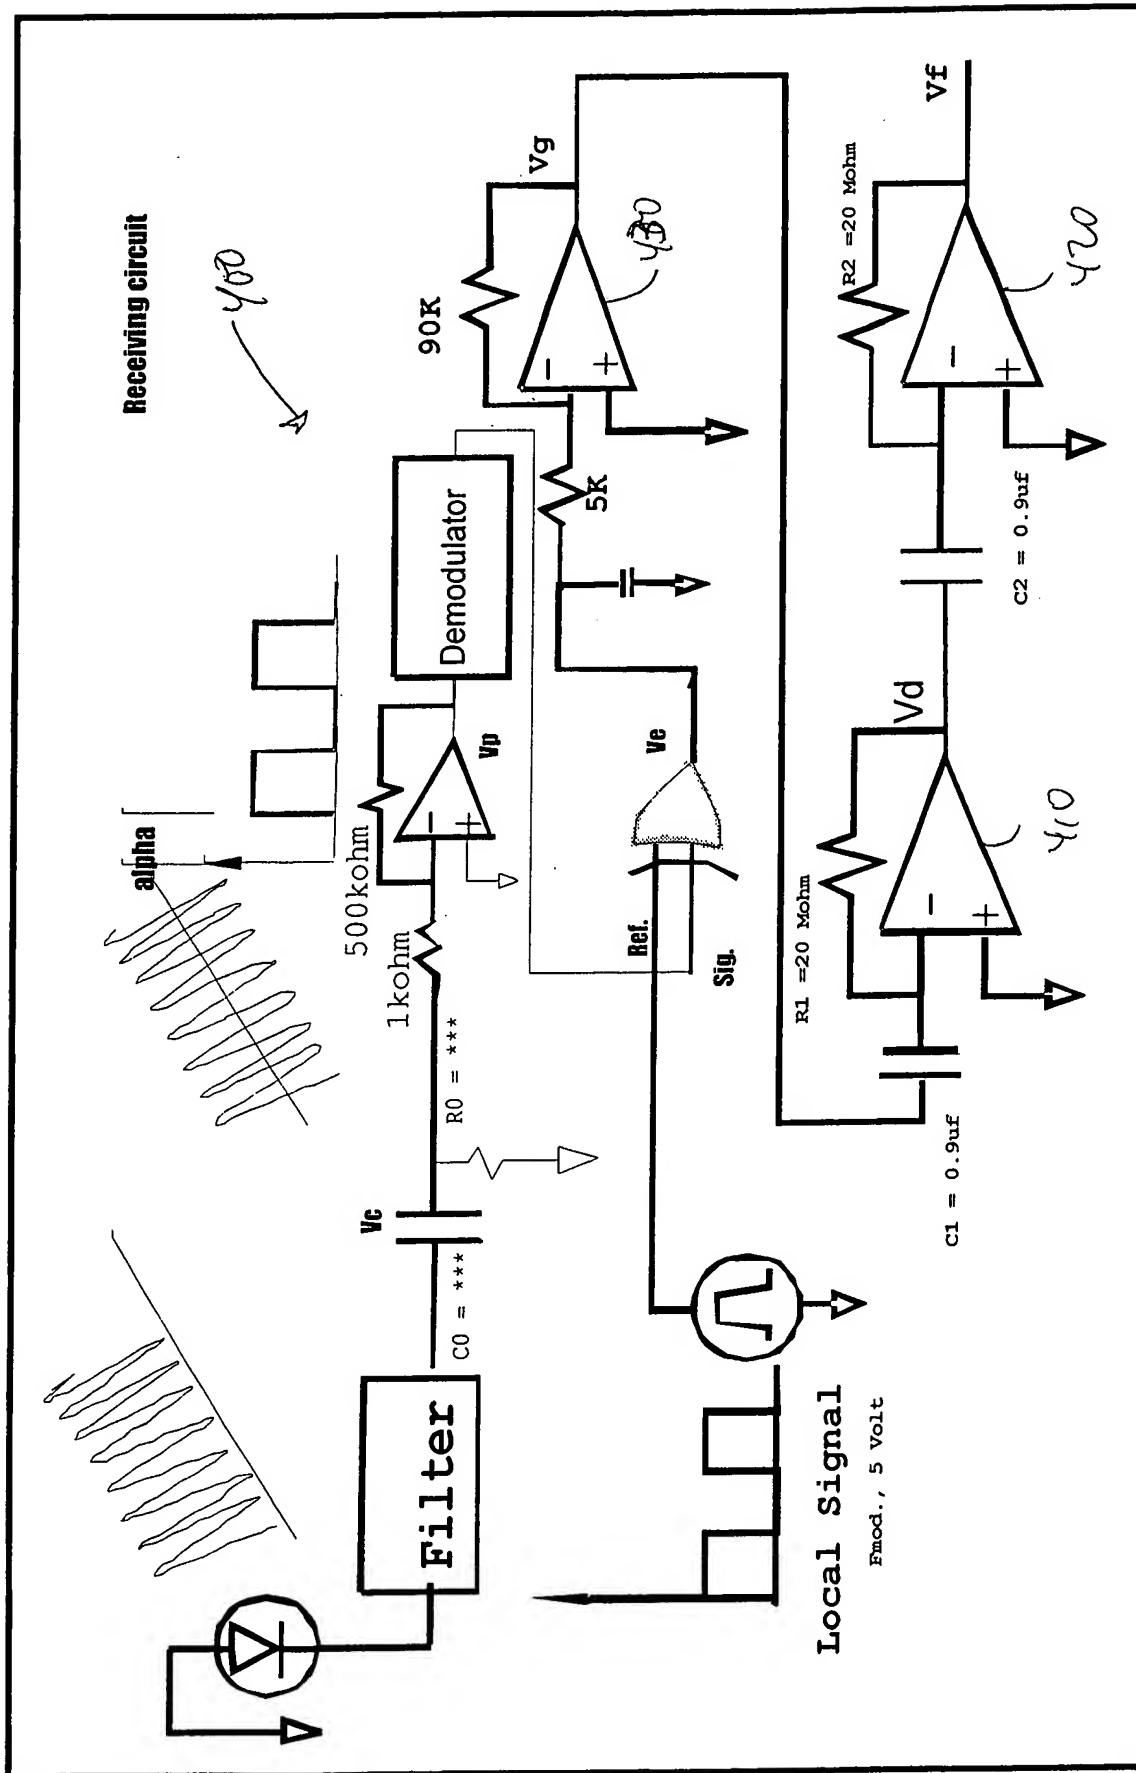 Receiving circuit
400
alpha
500kohm
1kohm
Vp
Demodulator
Vc
R0 = ***
C0 = ***
Filter
90K
Vg
5K
Ve
Ref.
Sig.
Local Signal
Fmod., 5 Volt
R1 =20 Mohm
Vd
410
C1 = 0.9uf
R2 =20 Mohm
Vf
420
C2 = 0.9uf
-
+
-
+
-
+
-
+